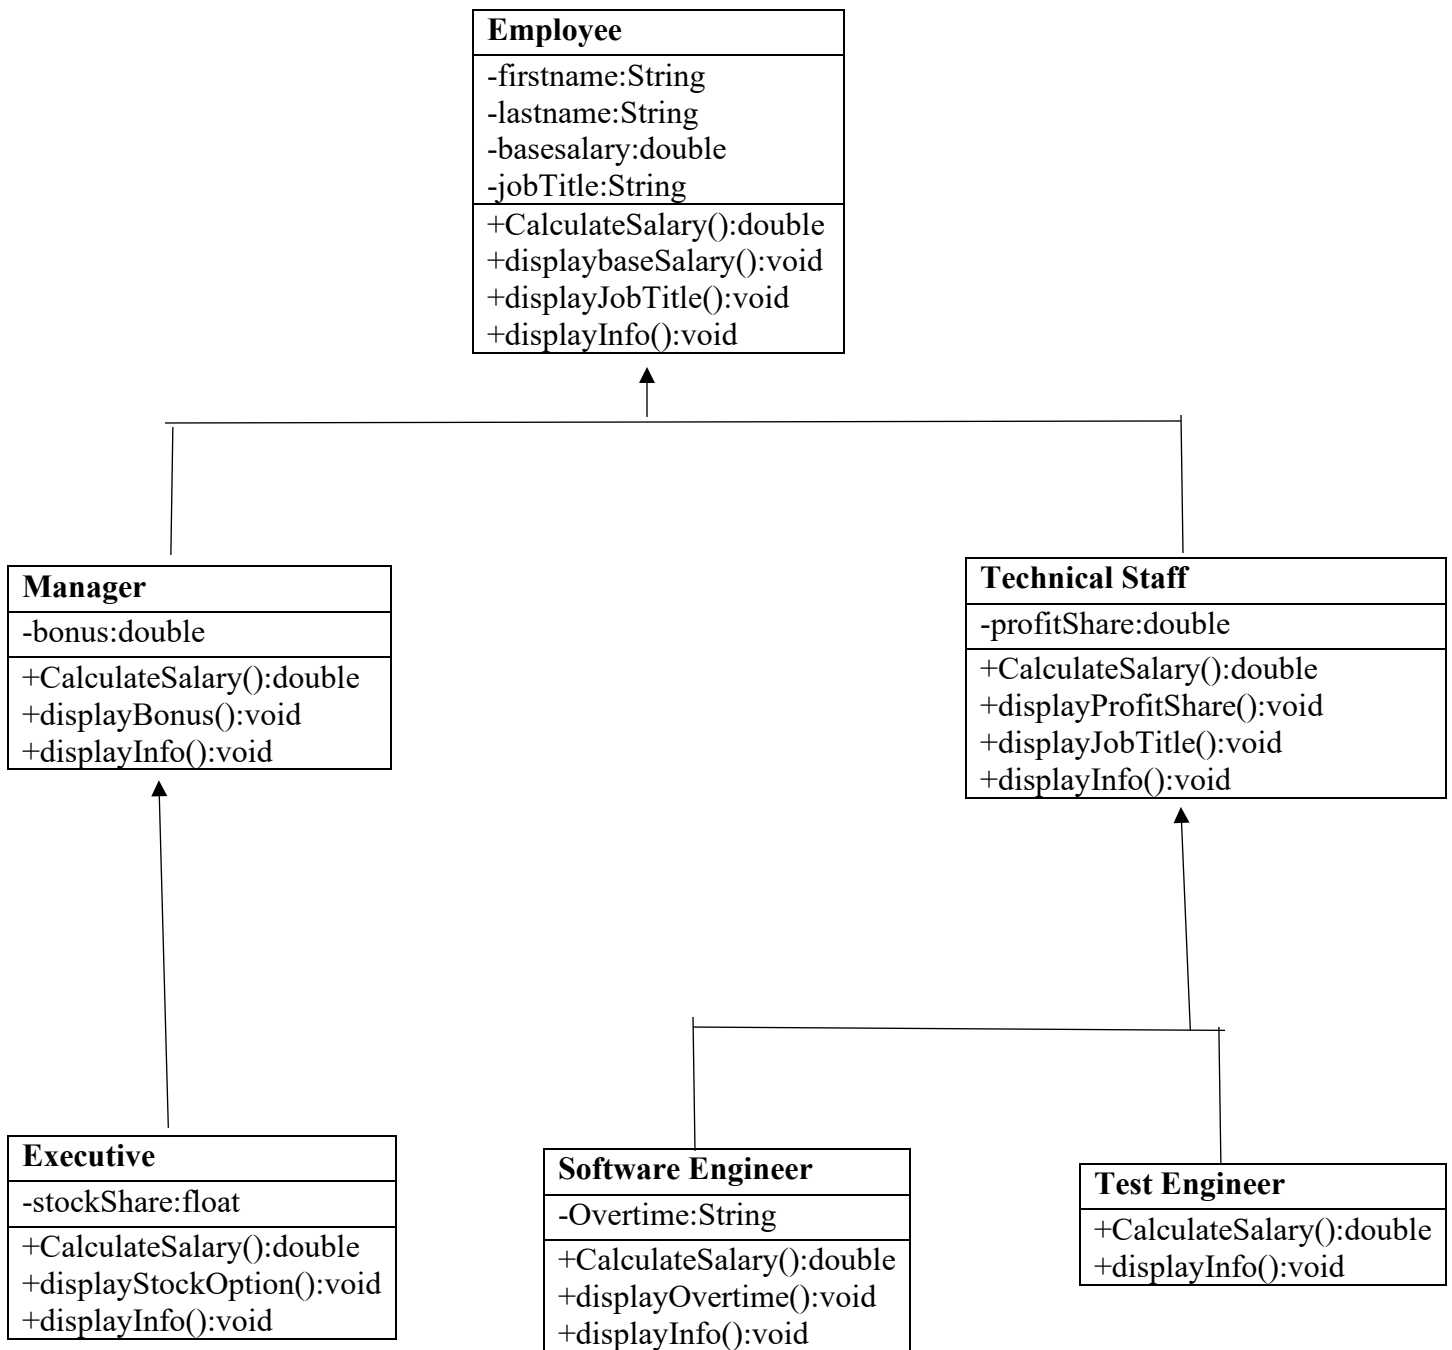 Employee
-firstname:String
-lastname:String
-basesalary:double
-jobTitle:String
+CalculateSalary():double
+displaybaseSalary():void
+displayJobTitle():void
+displayInfo():void
Manager
-bonus:double
+CalculateSalary():double
+displayBonus():void
+displayInfo():void
Technical Staff
-profitShare:double
+CalculateSalary():double
+displayProfitShare():void
+displayJobTitle():void
+displayInfo():void
Executive
-stockShare:float
+CalculateSalary():double
+displayStockOption():void
+displayInfo():void
Software Engineer
-Overtime:String
+CalculateSalary():double
+displayOvertime():void
+displayInfo():void
Test Engineer
+CalculateSalary():double
+displayInfo():void